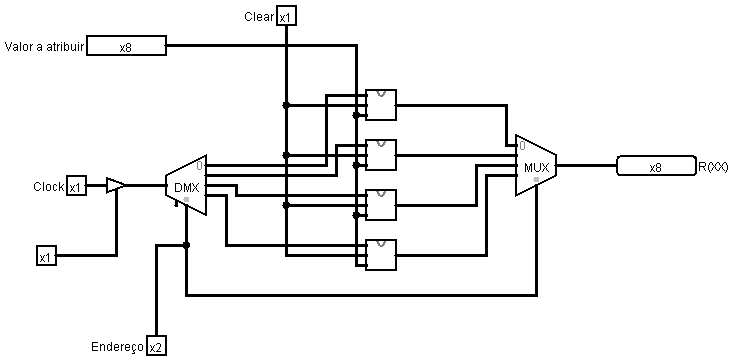 Clear x1
Valor a atribuir x8
0
0
Clock x1 DMX MUX x8 R(XX)
x1
Endereço x2